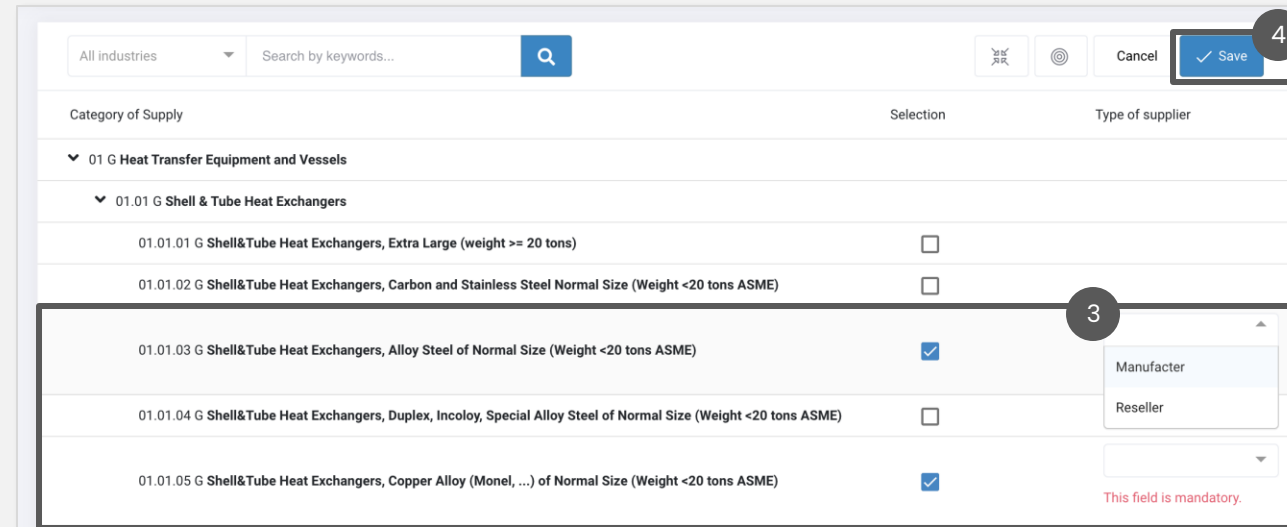 4
All industries Search by keywords... Cancel Save
Category of Supply Selection Type of supplier
01 G Heat Transfer Equipment and Vessels
01.01 G Shell & Tube Heat Exchangers
01.01.01 G Shell&Tube Heat Exchangers, Extra Large (weight >= 20 tons)
01.01.02 G Shell&Tube Heat Exchangers, Carbon and Stainless Steel Normal Size (Weight <20 tons ASME)
3
01.01.03 G Shell&Tube Heat Exchangers, Alloy Steel of Normal Size (Weight <20 tons ASME)
Manufacter
Reseller
01.01.04 G Shell&Tube Heat Exchangers, Duplex, Incoloy, Special Alloy Steel of Normal Size (Weight <20 tons ASME)
01.01.05 G Shell&Tube Heat Exchangers, Copper Alloy (Monel, ...) of Normal Size (Weight <20 tons ASME)
This field is mandatory.